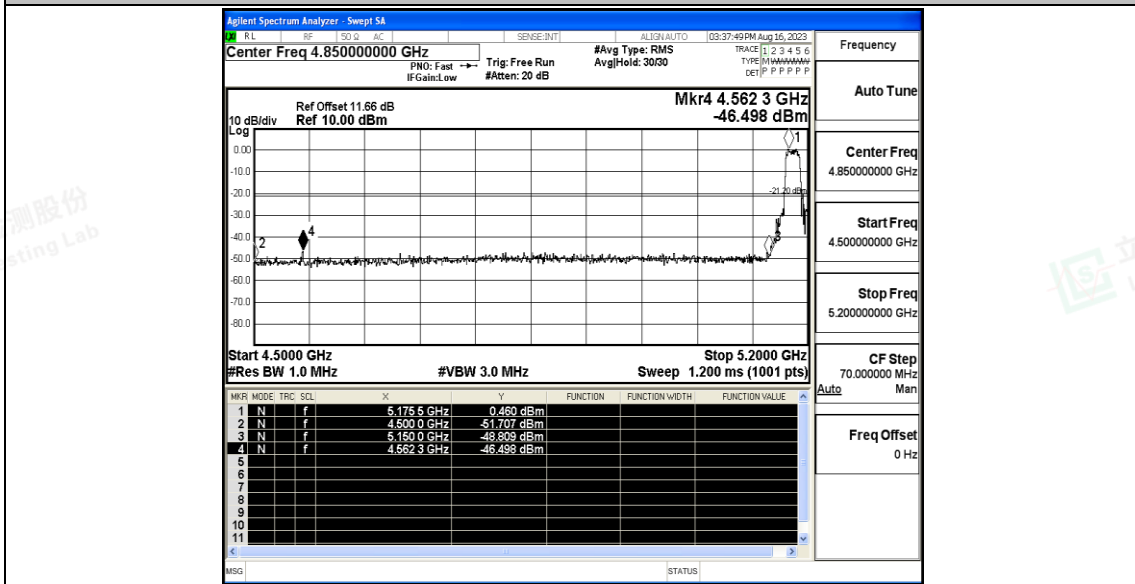 Agilent Spectrum Analyzer - Swept SA
RL RF 50 Ω AC SENSE:INT ALIGN AUTO 03:37:49 PM Aug 16, 2023
Center Freq 4.850000000 GHz
PNO: Fast
IFGain:Low
Trig: Free Run
#Atten: 20 dB
#Avg Type: RMS
Avg|Hold: 30/30
TRACE 1 2 3 4 5 6
TYPE M
DET P P P P P P
Frequency
Auto Tune
Mkr4 4.562 3 GHz
-46.498 dBm
Ref Offset 11.66 dB
10 dB/div Ref 10.00 dBm
Log
0.00
-10.0
-20.0
-30.0
-40.0
-50.0
-60.0
-70.0
-80.0
1
-21.20 dBm
2
4
3
Start 4.5000 GHz Stop 5.2000 GHz
#Res BW 1.0 MHz #VBW 3.0 MHz Sweep 1.200 ms (1001 pts)
Center Freq
4.850000000 GHz
Start Freq
4.500000000 GHz
Stop Freq
5.200000000 GHz
CF Step
70.000000 MHz
Auto Man
Freq Offset
0 Hz
MKR MODE TRC SCL X Y FUNCTION FUNCTION WIDTH FUNCTION VALUE
1 N f 5.175 5 GHz 0.460 dBm
2 N f 4.500 0 GHz -51.707 dBm
3 N f 5.150 0 GHz -48.809 dBm
4 N f 4.562 3 GHz -46.498 dBm
5
6
7
8
9
10
11
MSG STATUS
测股份
sting Lab
立